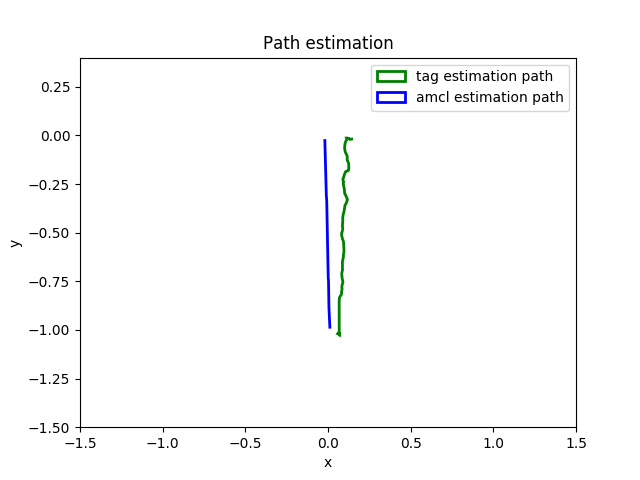 Path estimation
tag estimation path
amcl estimation path
0.25
0.00
−0.25
−0.50
−0.75
−1.00
−1.25
−1.50
y
−1.5 −1.0 −0.5 0.0 0.5 1.0 1.5
x